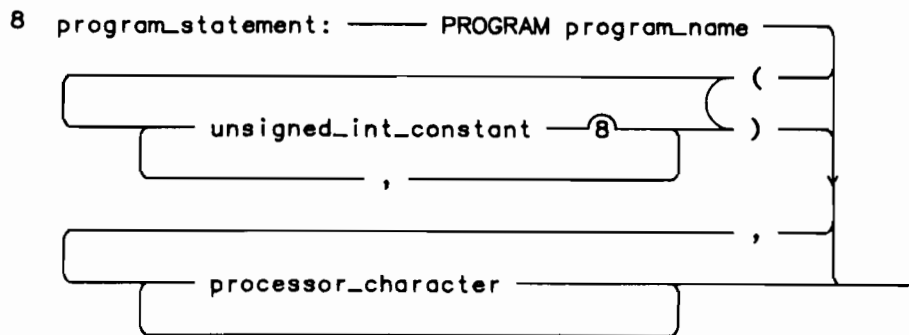 8 program_statement: PROGRAM program_name
(
unsigned_int_constant 8 )
,
,
processor_character